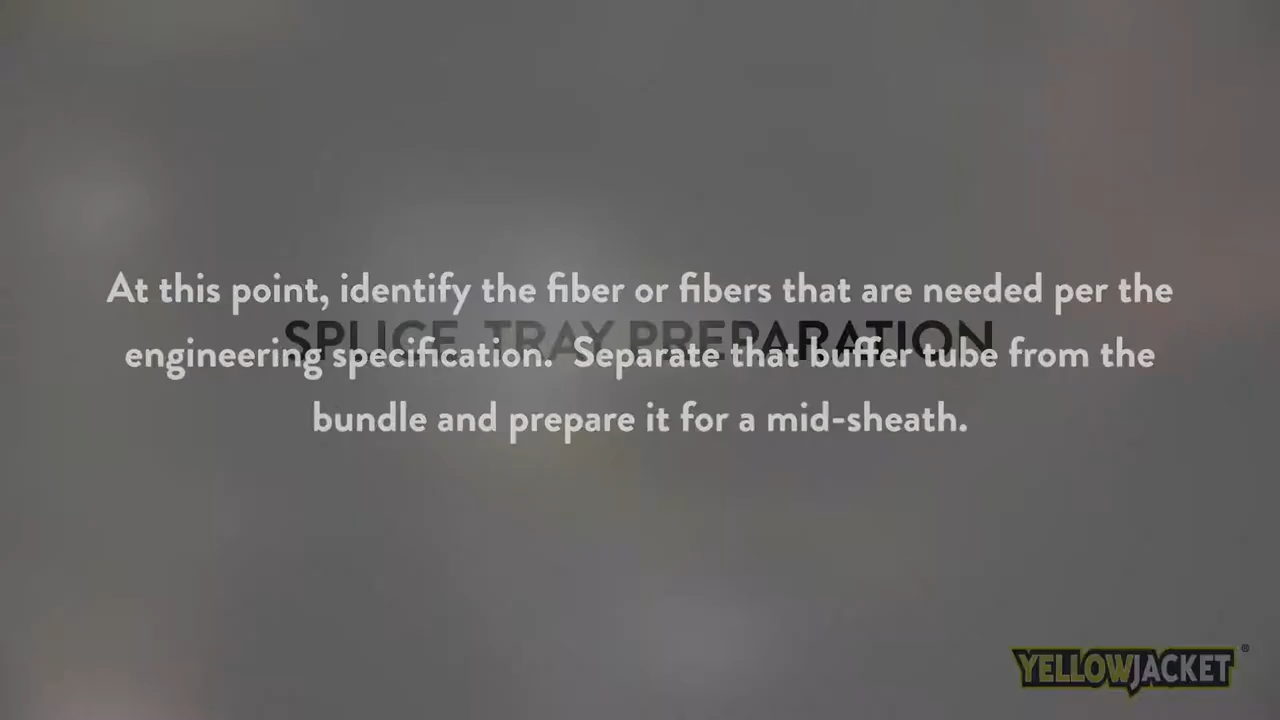 At this point, identify the fiber or fibers that are needed per the
SPLICE TRAY PREPARATION
engineering specification.  Separate that buffer tube from the
bundle and prepare it for a mid-sheath.
YELLOWJACKET®